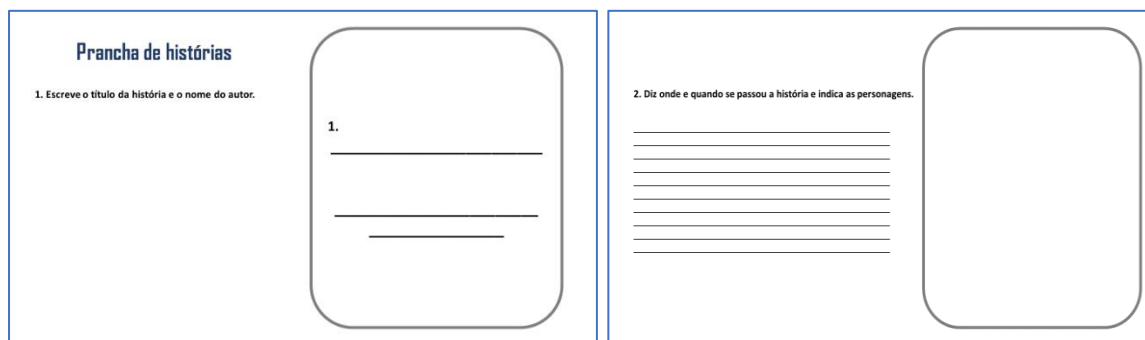 Prancha de histórias
1. Escreve o título da história e o nome do autor.
1.
2. Diz onde e quando se passou a história e indica as personagens.